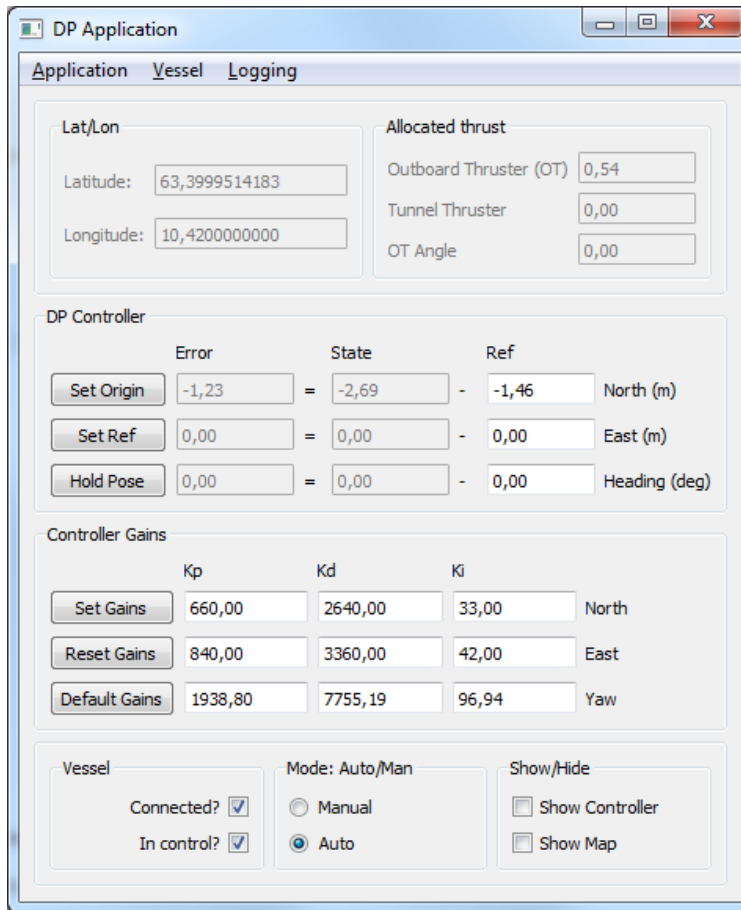 DP Application
Application Vessel Logging
Lat/Lon
Latitude: 63,3999514183
Longitude: 10,4200000000
Allocated thrust
Outboard Thruster (OT) 0,54
Tunnel Thruster 0,00
OT Angle 0,00
DP Controller
Error State Ref
Set Origin -1,23 = -2,69 - -1,46 North (m)
Set Ref 0,00 = 0,00 - 0,00 East (m)
Hold Pose 0,00 = 0,00 - 0,00 Heading (deg)
Controller Gains
Kp Kd Ki
Set Gains 660,00 2640,00 33,00 North
Reset Gains 840,00 3360,00 42,00 East
Default Gains 1938,80 7755,19 96,94 Yaw
Vessel
Connected?
In control?
Mode: Auto/Man
Manual
Auto
Show/Hide
Show Controller
Show Map